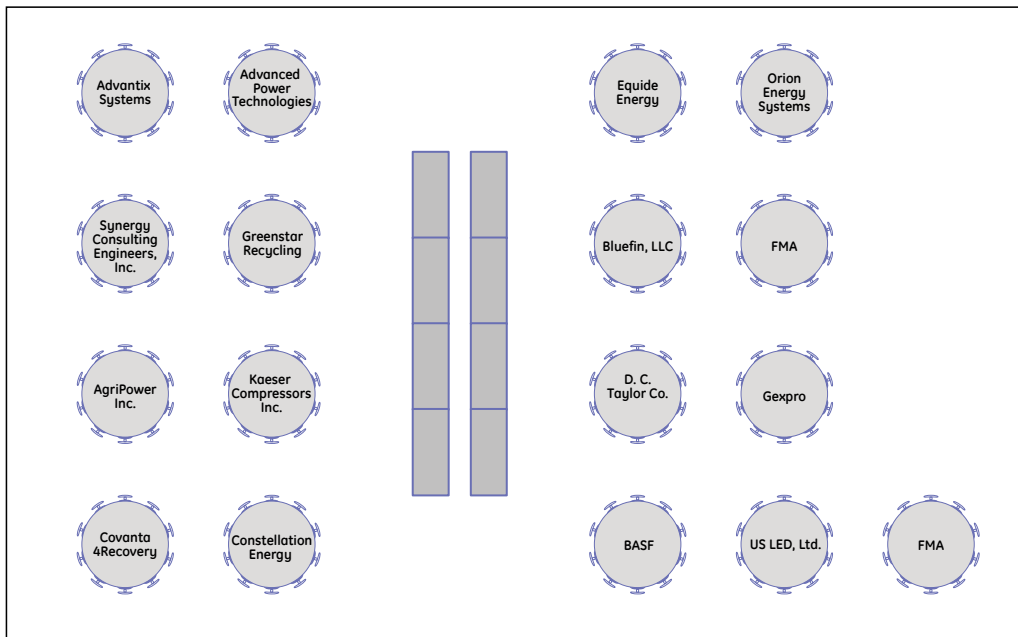 Advantix
Systems
Advanced
Power
Technologies
Equide
Energy
Orion
Energy
Systems
Synergy
Consulting
Engineers,
Inc.
Greenstar
Recycling
Bluefin, LLC
FMA
AgriPower
Inc.
Kaeser
Compressors
Inc.
D. C.
Taylor Co.
Gexpro
Covanta
4Recovery
Constellation
Energy
BASF
US LED, Ltd.
FMA